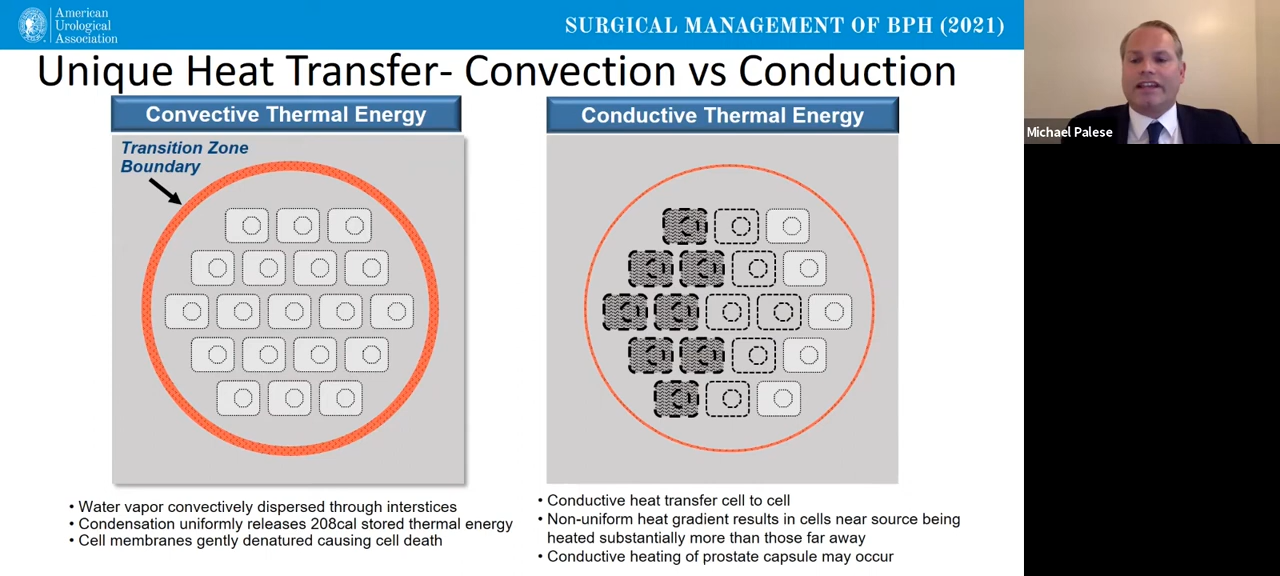 American
Urological
Association
SURGICAL MANAGEMENT OF BPH (2021)
Unique Heat Transfer- Convection vs Conduction
Convective Thermal Energy
Transition Zone
Boundary
• Water vapor convectively dispersed through interstices
• Condensation uniformly releases 208cal stored thermal energy
• Cell membranes gently denatured causing cell death
Conductive Thermal Energy
• Conductive heat transfer cell to cell
• Non-uniform heat gradient results in cells near source being
heated substantially more than those far away
• Conductive heating of prostate capsule may occur
Michael Palese